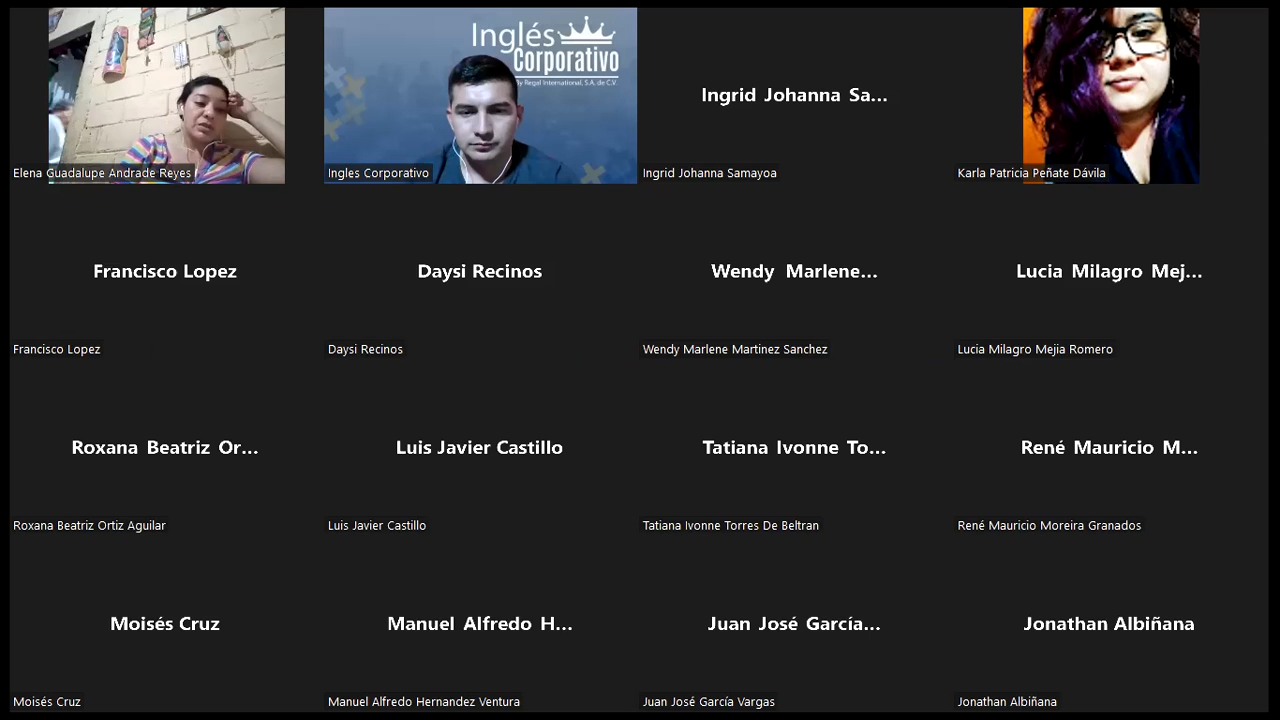 Inglés
Corporativo
By Regal International, S.A. de C.V.
Ingrid Johanna Sa...
Elena Guadalupe Andrade Reyes
Ingles Corporativo
Ingrid Johanna Samayoa
Karla Patricia Peñate Dávila
Francisco Lopez
Daysi Recinos
Wendy Marlene...
Lucia Milagro Mej...
Francisco Lopez
Daysi Recinos
Wendy Marlene Martinez Sanchez
Lucia Milagro Mejia Romero
Roxana Beatriz Or...
Luis Javier Castillo
Tatiana Ivonne To...
René Mauricio M...
Roxana Beatriz Ortiz Aguilar
Luis Javier Castillo
Tatiana Ivonne Torres De Beltran
René Mauricio Moreira Granados
Moisés Cruz
Manuel Alfredo H...
Juan José García...
Jonathan Albiñana
Moisés Cruz
Manuel Alfredo Hernandez Ventura
Juan José García Vargas
Jonathan Albiñana